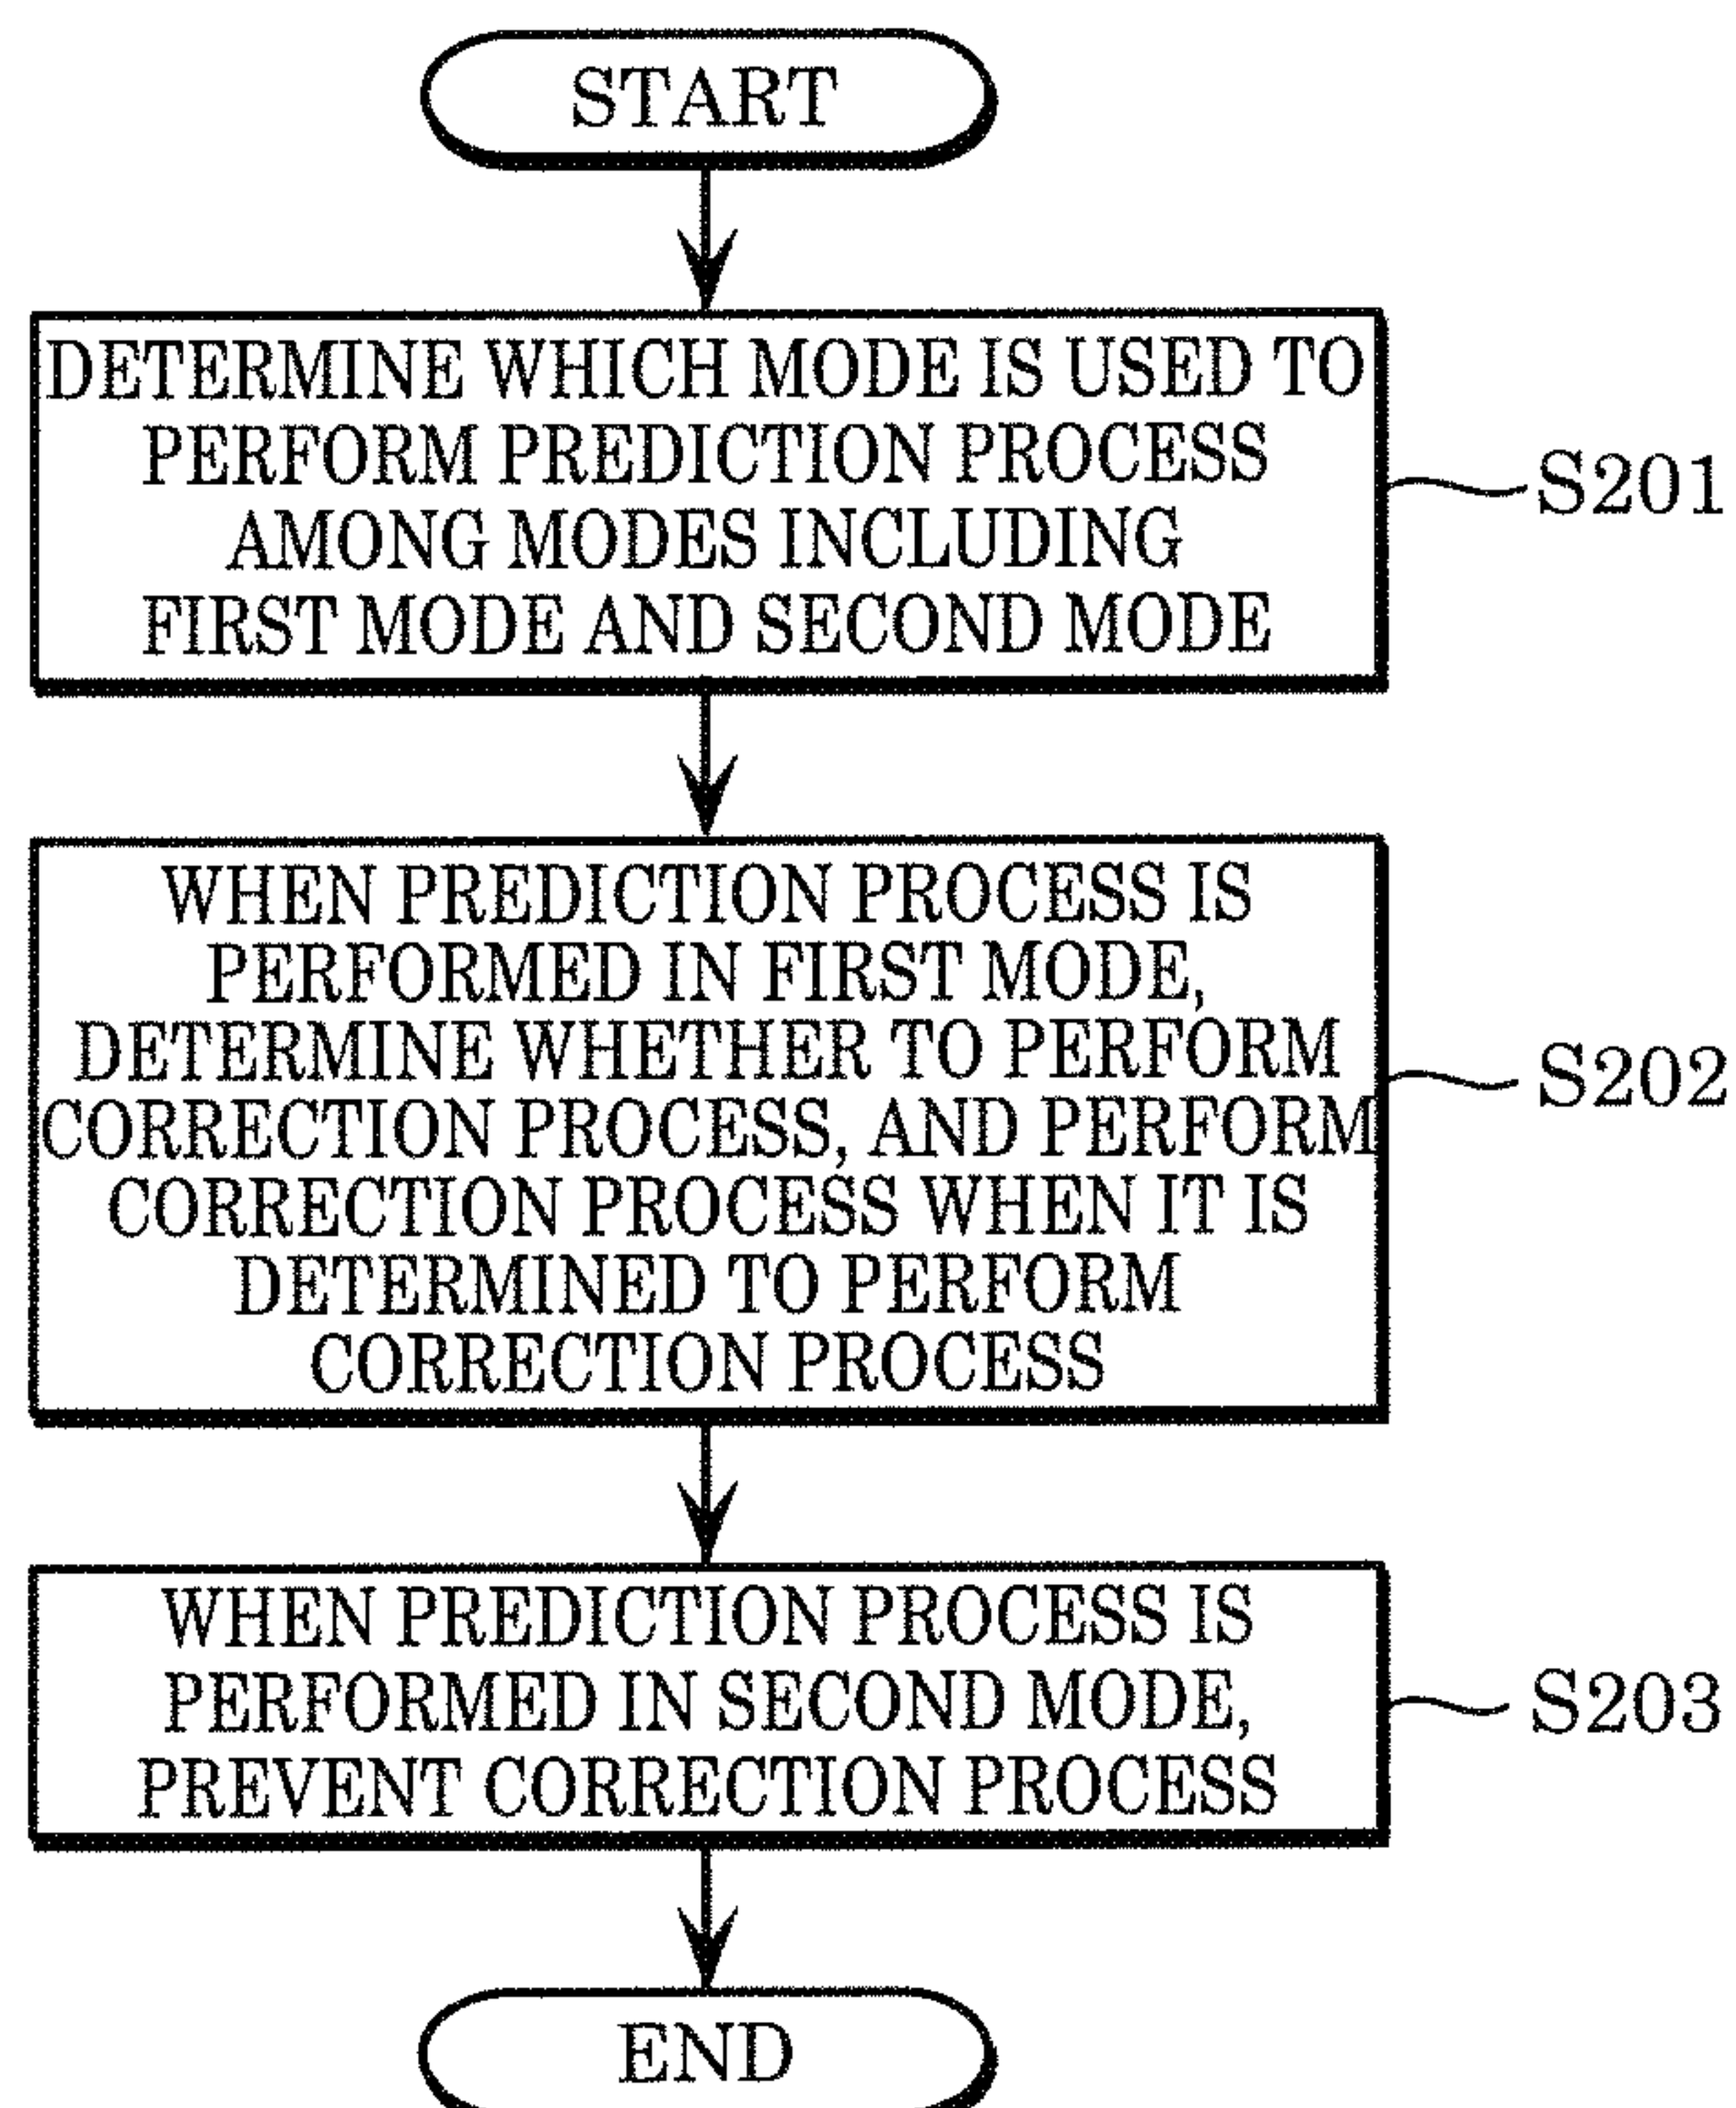 START
DETERMINE WHICH MODE IS USED TO
PERFORM PREDICTION PROCESS
AMONG MODES INCLUDING
FIRST MODE AND SECOND MODE
S201
WHEN PREDICTION PROCESS IS
PERFORMED IN FIRST MODE,
DETERMINE WHETHER TO PERFORM
CORRECTION PROCESS, AND PERFORM
CORRECTION PROCESS WHEN IT IS
DETERMINED TO PERFORM
CORRECTION PROCESS
S202
WHEN PREDICTION PROCESS IS
PERFORMED IN SECOND MODE,
PREVENT CORRECTION PROCESS
S203
END